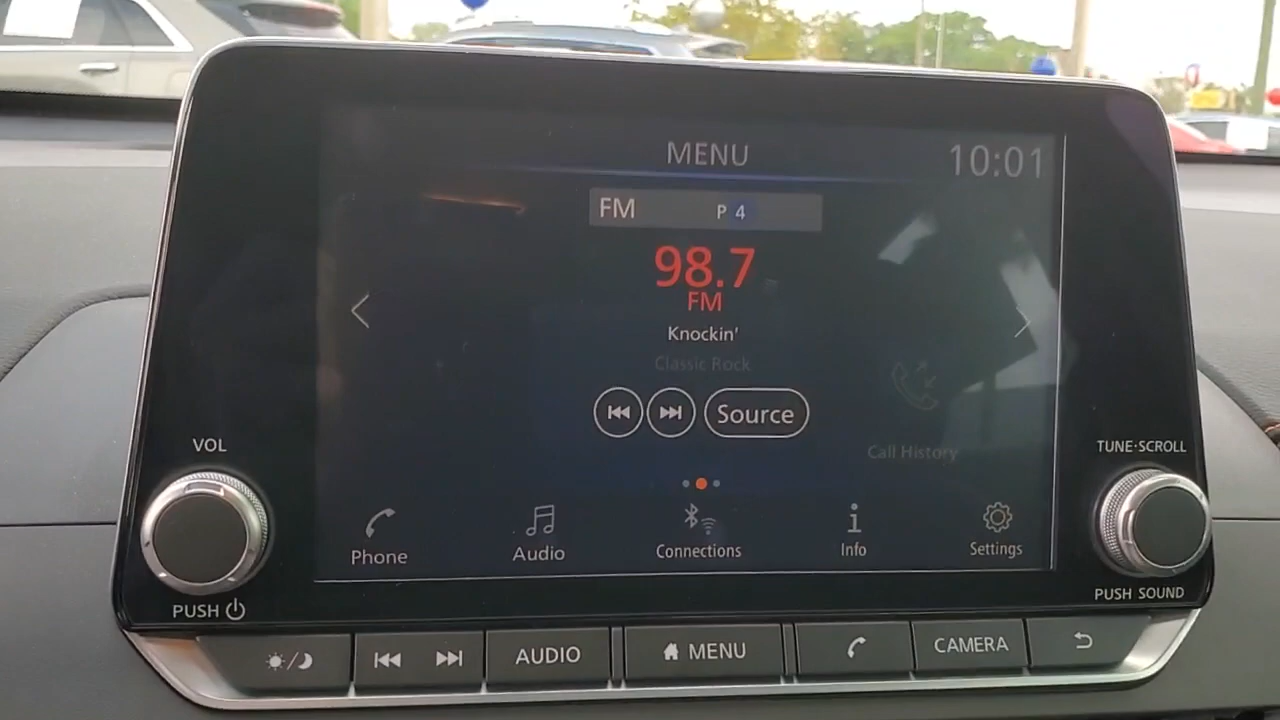 MENU
10:01
FM P 4
98.7
FM
Knockin'
Classic Rock
Source
Call History
Phone
Audio
Connections
Info
Settings
VOL
PUSH
TUNE·SCROLL
PUSH SOUND
AUDIO
MENU
CAMERA